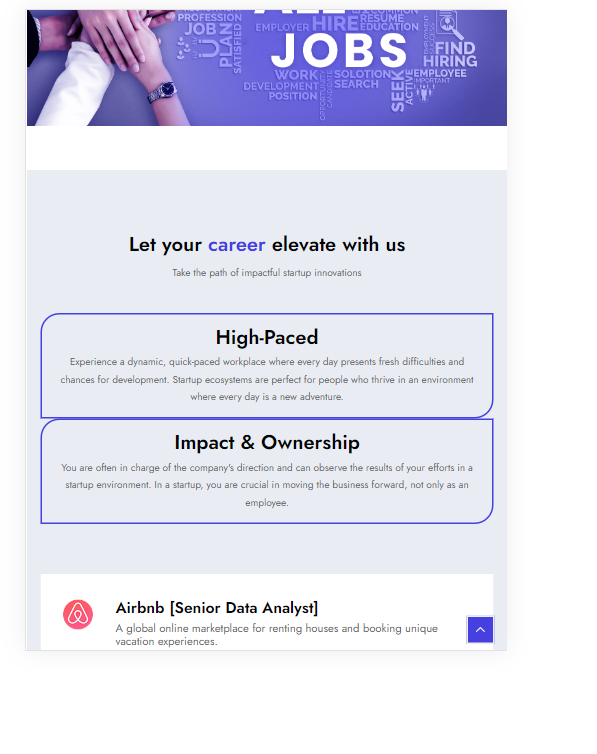 PROFESSION
JOB
PLAN
SATISFIED
EMPLOYER HIRE RESUME
EDUCATION
JOBS
FIND
HIRING
WORK SOLUTION EMPLOYEE
DEVELOPMENT SEARCH
POSITION
OPPORTUNITY
CANDIDATE
SEEK
ACTIVE
IMPORTANT
Let your career elevate with us
Take the path of impactful startup innovations
High-Paced
Experience a dynamic, quick-paced workplace where every day presents fresh difficulties and
chances for development. Startup ecosystems are perfect for people who thrive in an environment
where every day is a new adventure.
Impact & Ownership
You are often in charge of the company's direction and can observe the results of your efforts in a
startup environment. In a startup, you are crucial in moving the business forward, not only as an
employee.
Airbnb [Senior Data Analyst]
A global online marketplace for renting houses and booking unique
vacation experiences.